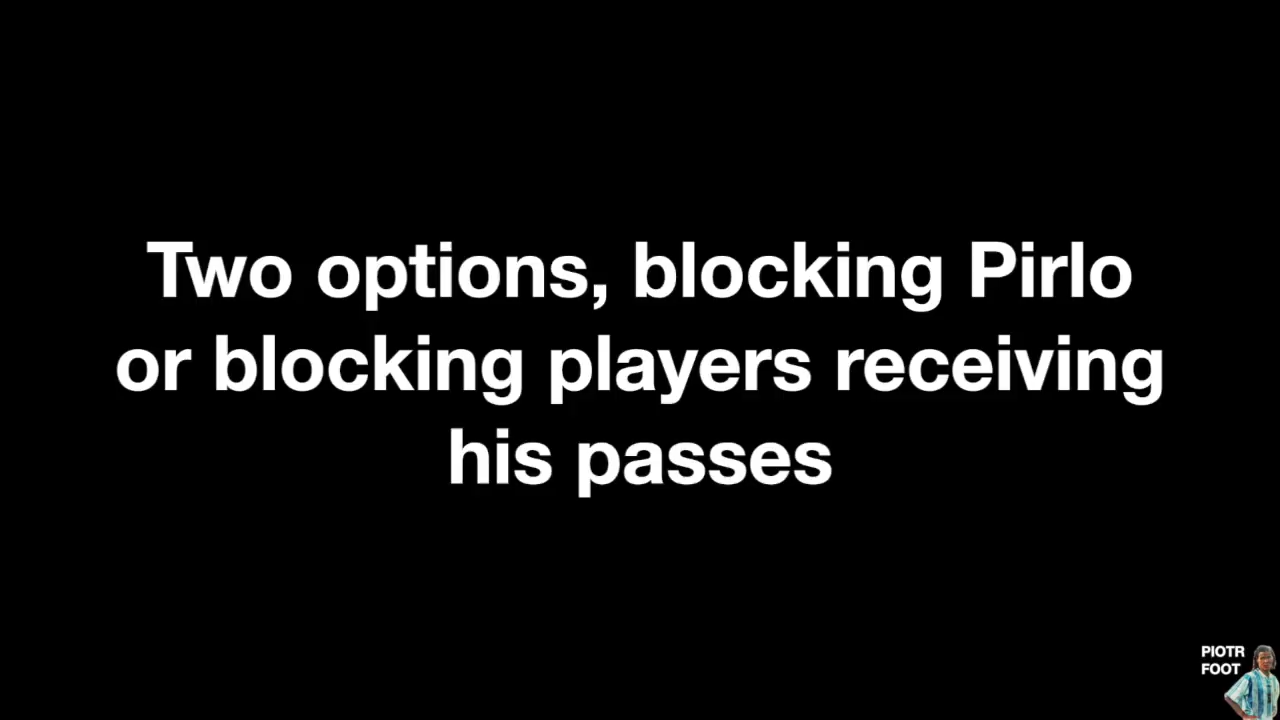 Two options, blocking Pirlo
or blocking players receiving
his passes
PIOTR
FOOT